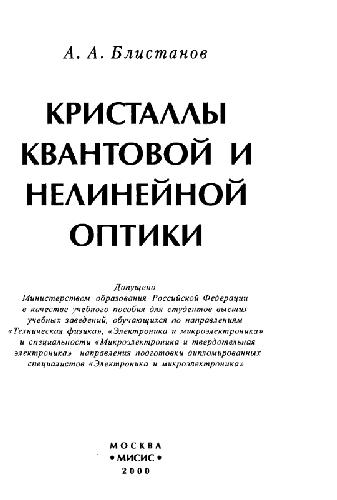 А. А. Блистанов
КРИСТАЛЛЫ
КВАНТОВОЙ И
НЕЛИНЕЙНОЙ
ОПТИКИ
Допущено
Министерством образования Российской Федерации
в качестве учебного пособия для студентов высших
учебных заведений, обучающихся по направлениям
«Техническая физика», «Электроника и микроэлектроника»
и специальности «Микроэлектроника и твердотельная
электроника» направления подготовки дипломированных
специалистов «Электроника и микроэлектроника»
МОСКВА
•МИСИС•
2000